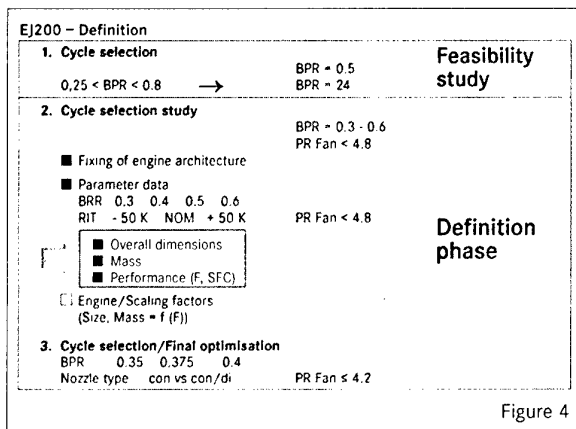 EJ200 – Definition
1. Cycle selection
Feasibility study
BPR = 0.5
0,25 < BPR < 0.8 → BPR = 24
2. Cycle selection study
BPR = 0.3 - 0.6
PR Fan < 4.8
■ Fixing of engine architecture
■ Parameter data
BRR 0.3 0.4 0.5 0.6
RIT - 50 K NOM + 50 K PR Fan < 4.8
Definition phase
■ Overall dimensions
■ Mass
■ Performance (F, SFC)
□ Engine/Scaling factors
(Size, Mass = f (F))
3. Cycle selection/Final optimisation
BPR 0.35 0.375 0.4
Nozzle type con vs con/di PR Fan ≤ 4.2
Figure 4